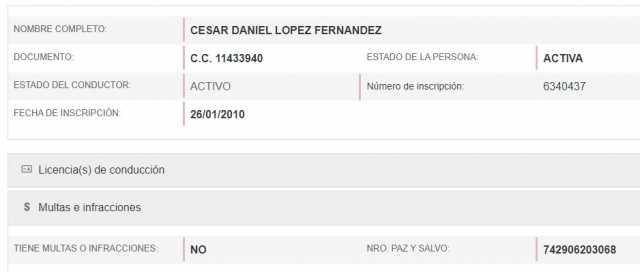 NOMBRE COMPLETO: CESAR DANIEL LOPEZ FERNANDEZ
DOCUMENTO: C.C. 11433940 ESTADO DE LA PERSONA: ACTIVA
ESTADO DEL CONDUCTOR: ACTIVO Número de inscripción: 6340437
FECHA DE INSCRIPCIÓN: 26/01/2010
Licencia(s) de conducción
$ Multas e infracciones
TIENE MULTAS O INFRACCIONES: NO NRO. PAZ Y SALVO: 742906203068